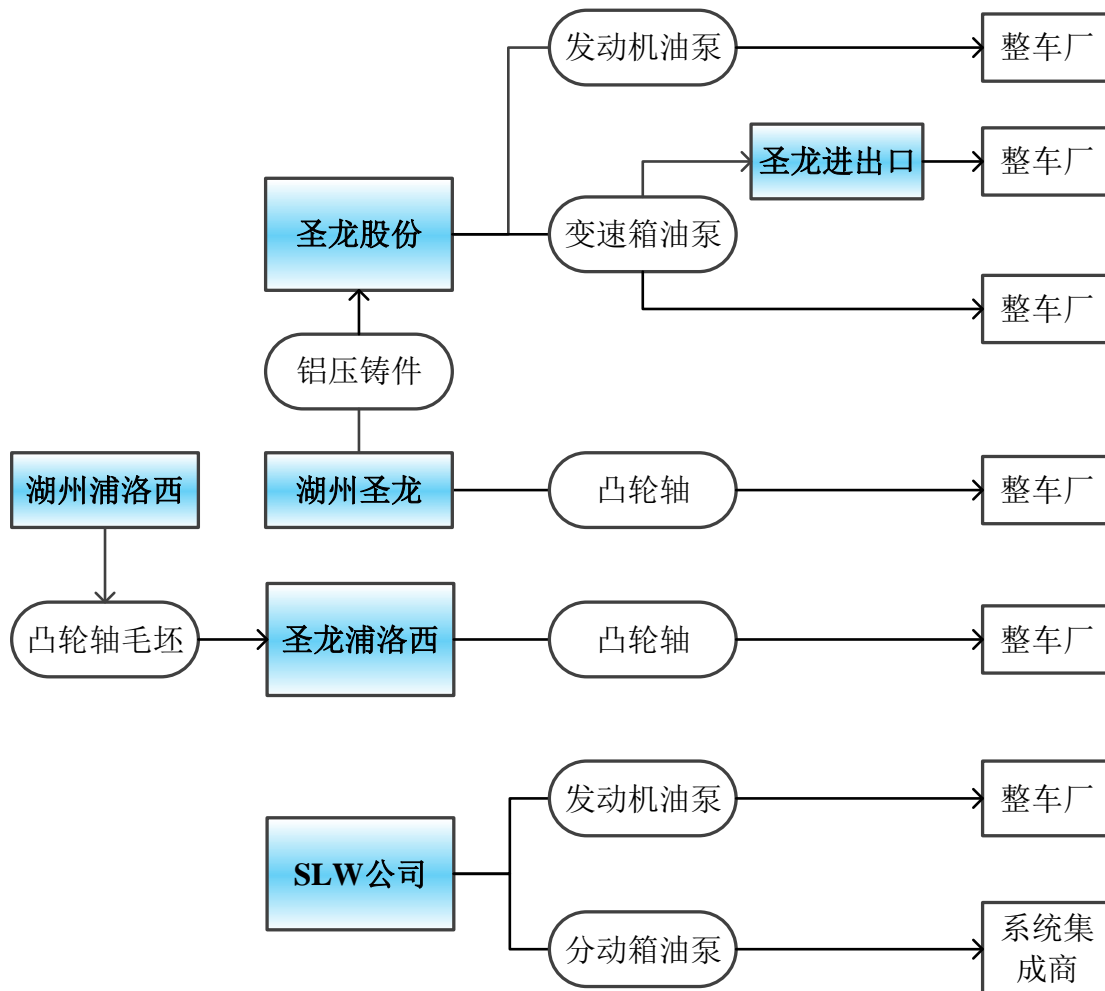 发动机油泵
整车厂
圣龙进出口
整车厂
圣龙股份
变速箱油泵
整车厂
铝压铸件
湖州浦洛西
湖州圣龙
凸轮轴
整车厂
凸轮轴毛坯
圣龙浦洛西
凸轮轴
整车厂
发动机油泵
整车厂
SLW公司
分动箱油泵
系统集
成商